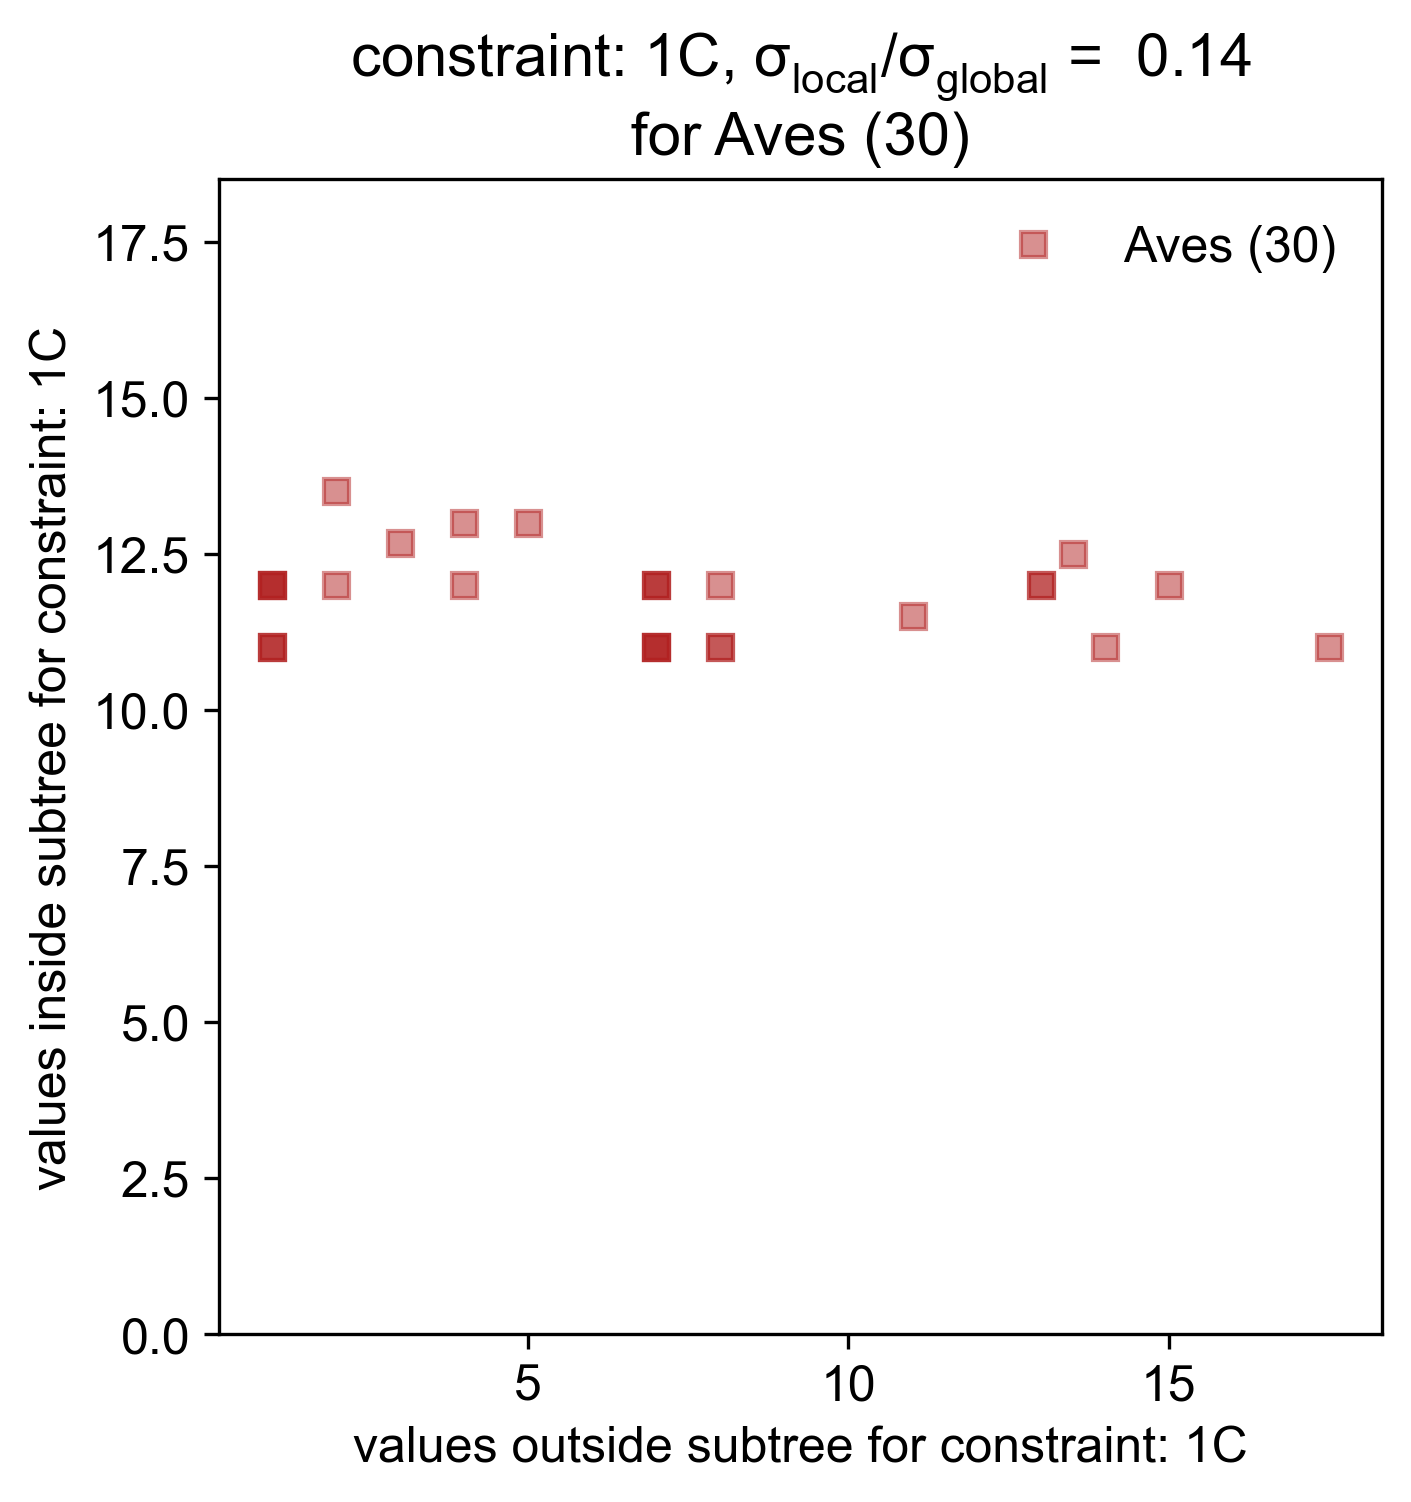 constraint: 1C, σlocal/σglobal = 0.14
for Aves (30)
Aves (30)
17.5
15.0
12.5
10.0
7.5
5.0
2.5
0.0
values inside subtree for constraint: 1C
5 10 15
values outside subtree for constraint: 1C